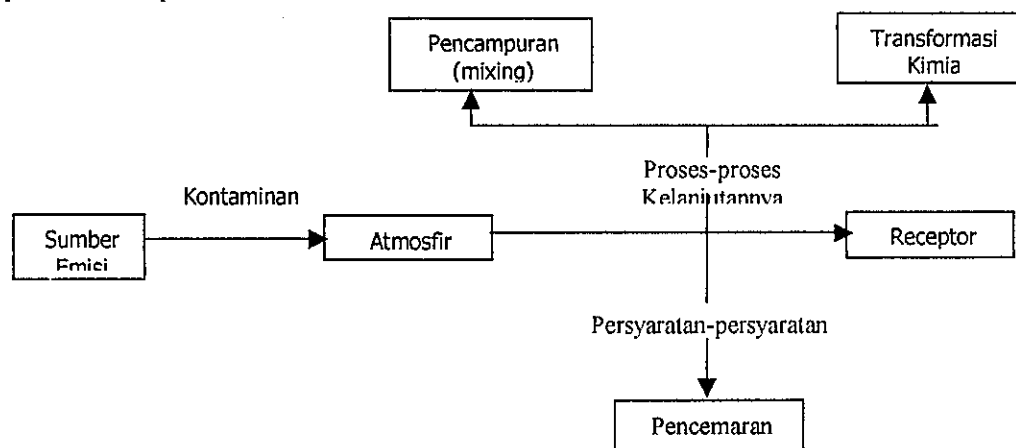 Pencampuran
(mixing)
Transformasi
Kimia
Proses-proses
Kelanjutannya
Kontaminan
Sumber
Emisi
Atmosfir
Receptor
Persyaratan-persyaratan
Pencemaran